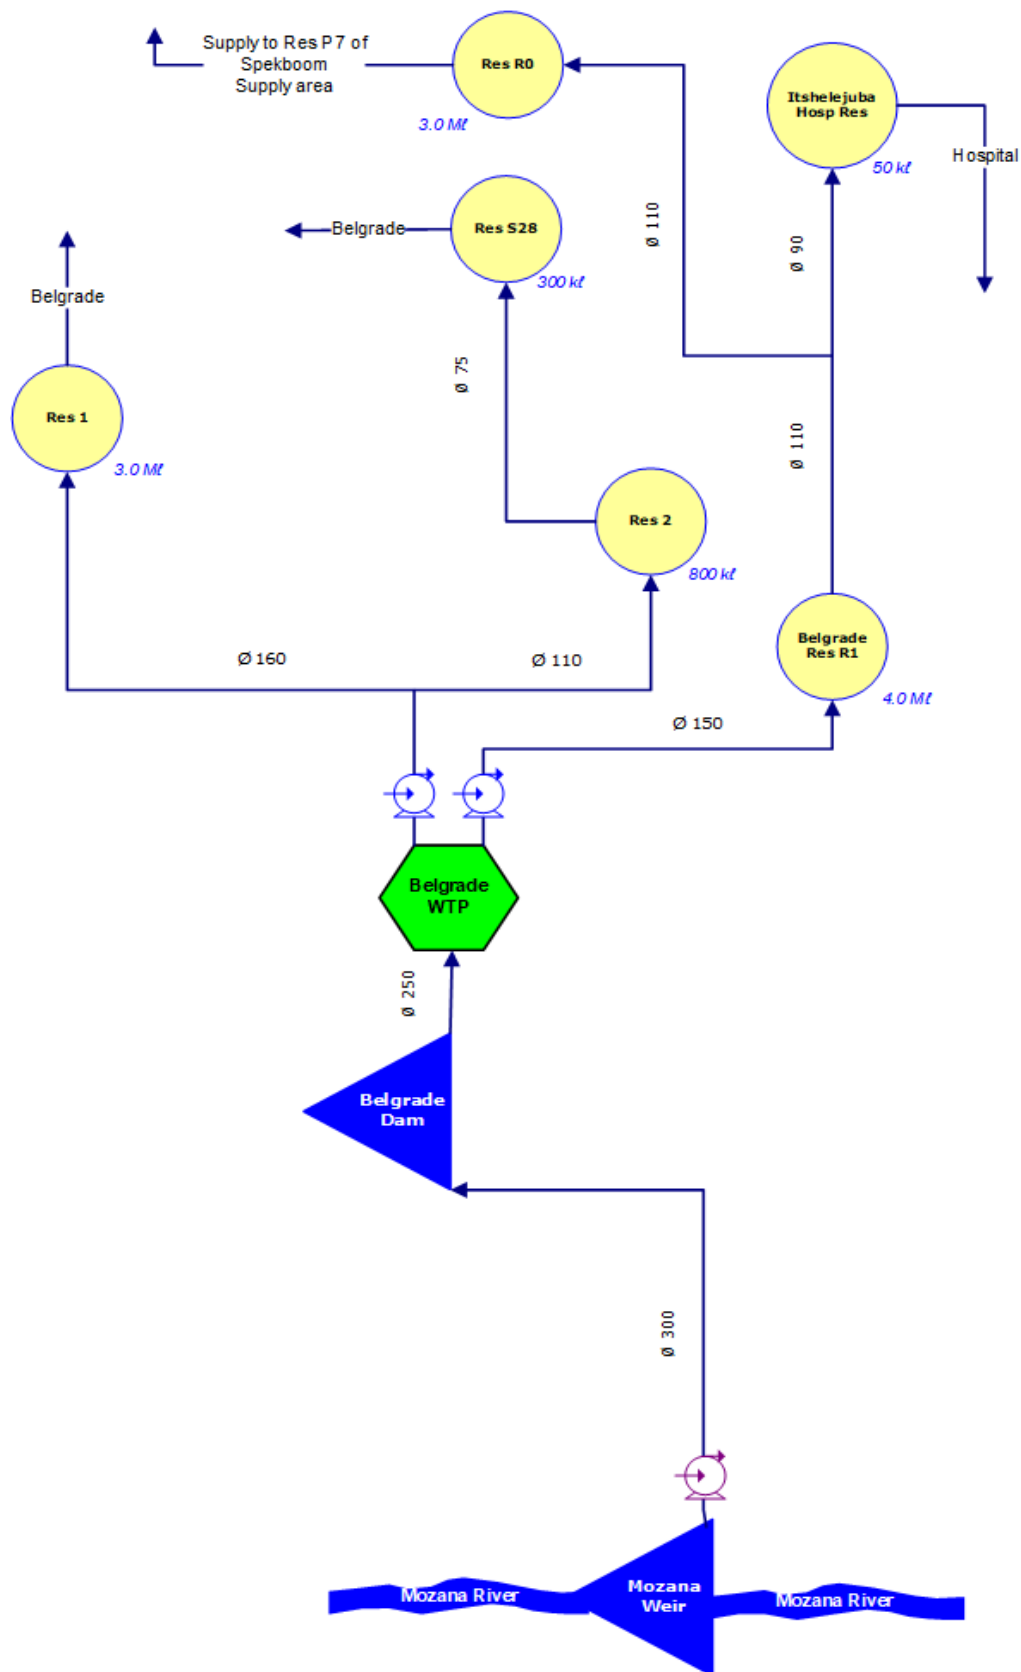 Supply to Res P7 of
Spekboom
Supply area
Res R0
3.0 Mℓ
Itshelejuba
Hosp Res
50 kℓ
Hospital
Ø 110
Ø 90
Belgrade
Res S28
300 kℓ
Belgrade
Ø 75
Res 1
3.0 Mℓ
Ø 110
Res 2
800 kℓ
Belgrade
Res R1
4.0 Mℓ
Ø 160
Ø 110
Ø 150
Belgrade
WTP
Ø 250
Belgrade
Dam
Ø 300
Mozana River
Mozana
Weir
Mozana River